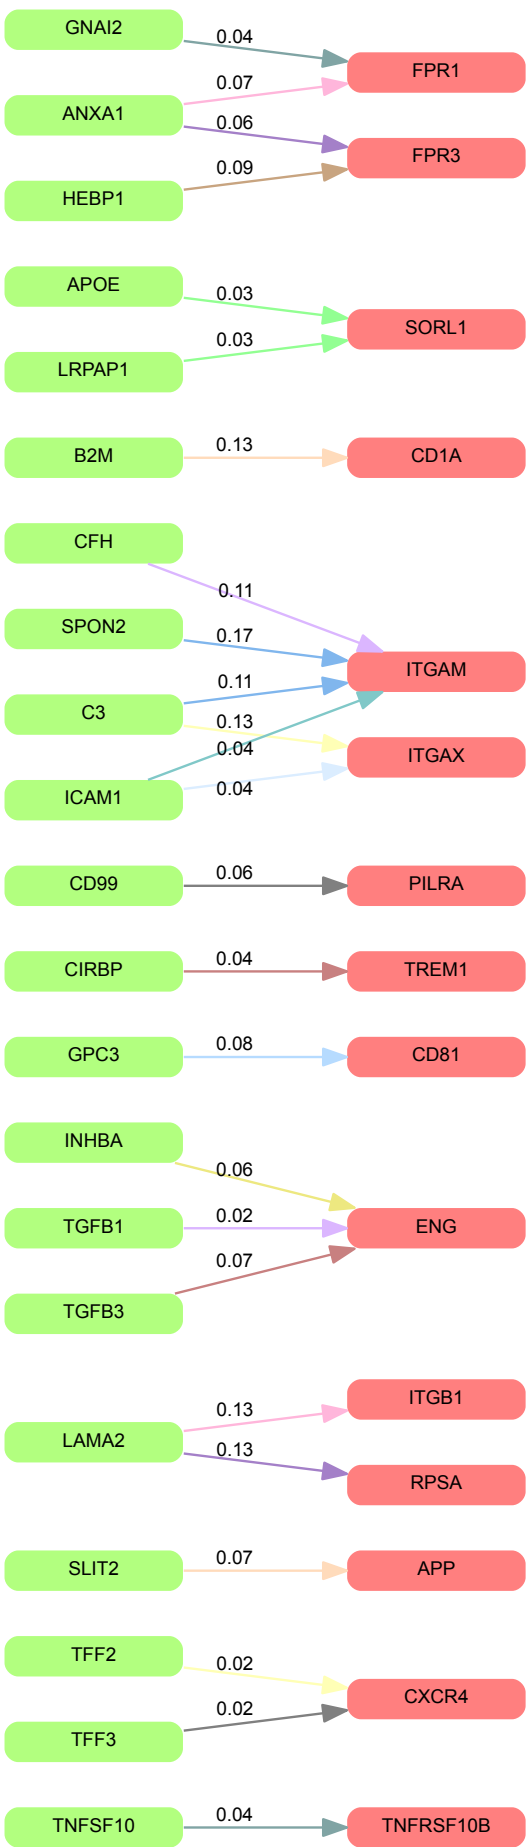 GNAI2
0.04
FPR1
0.07
ANXA1
0.06
FPR3
0.09
HEBP1
APOE
0.03
SORL1
0.03
LRPAP1
B2M
0.13
CD1A
CFH
0.11
SPON2
0.17
ITGAM
0.11
C3
0.13
ITGAX
0.04
0.04
ICAM1
CD99
0.06
PILRA
CIRBP
0.04
TREM1
GPC3
0.08
CD81
INHBA
0.06
TGFB1
0.02
ENG
0.07
TGFB3
ITGB1
0.13
LAMA2
0.13
RPSA
SLIT2
0.07
APP
TFF2
0.02
CXCR4
0.02
TFF3
TNFSF10
0.04
TNFRSF10B